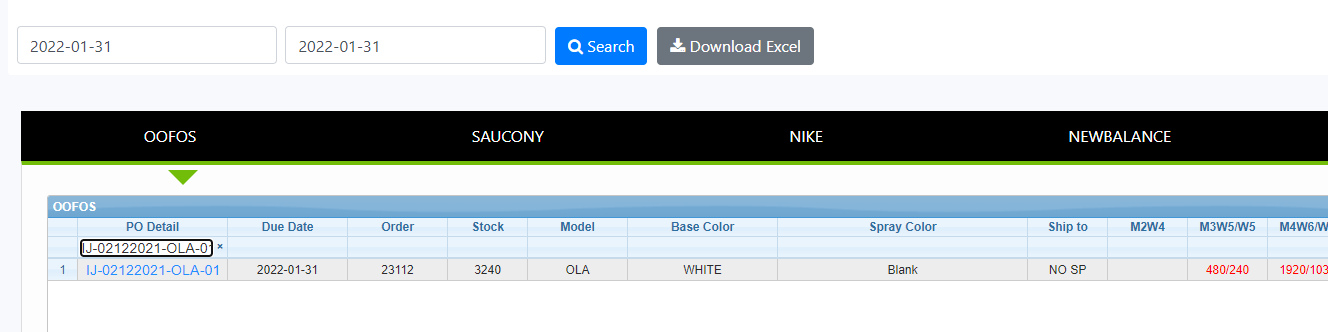 2022-01-31 2022-01-31 Search Download Excel
OOFOS SAUCONY NIKE NEWBALANCE
OOFOS
PO Detail Due Date Order Stock Model Base Color Spray Color Ship to M2W4 M3W5/W5 M4W6/W
IJ-02122021-OLA-01 ×
1 IJ-02122021-OLA-01 2022-01-31 23112 3240 OLA WHITE Blank NO SP 480/240 1920/103